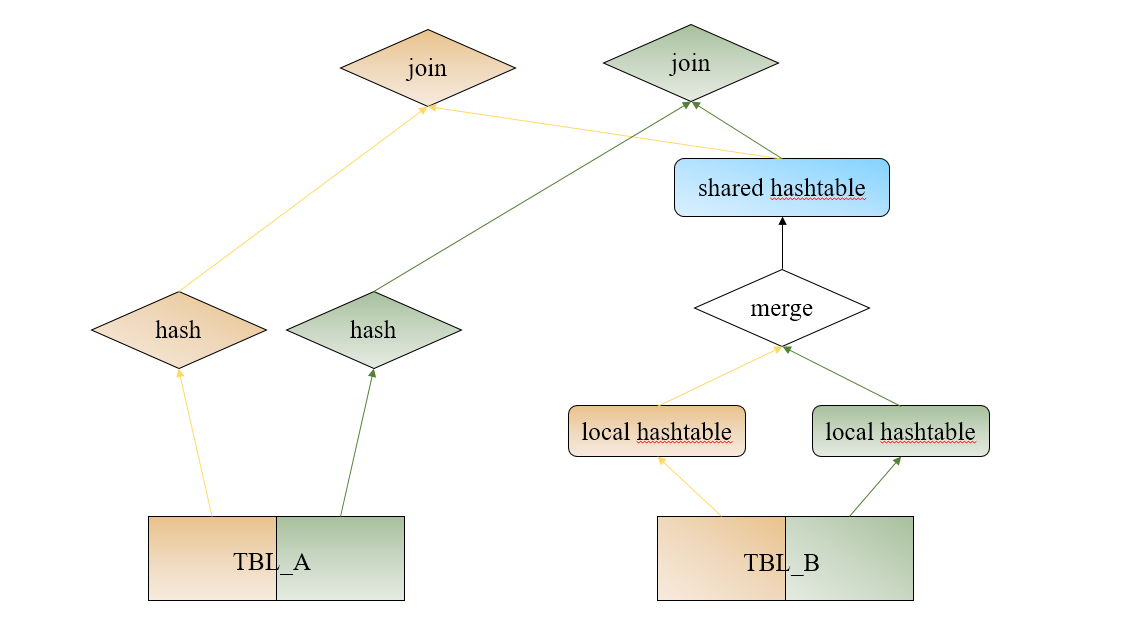 join
join
shared hashtable
hash
hash
merge
local hashtable
local hashtable
TBL_A
TBL_B